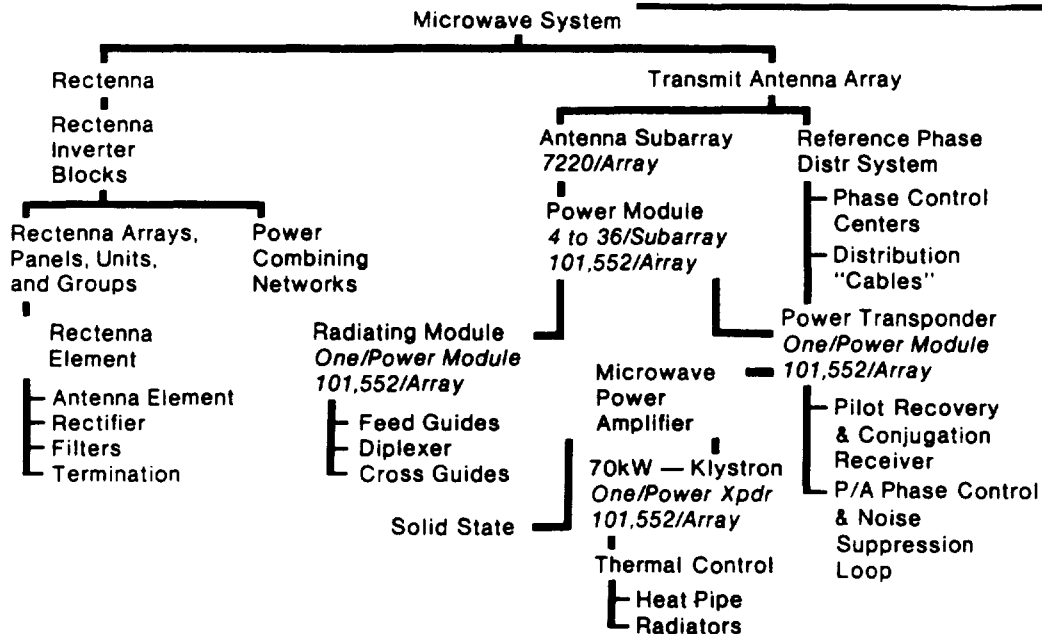 Microwave System
Rectenna
Transmit Antenna Array
Rectenna
Inverter
Blocks
Antenna Subarray
7220/Array
Reference Phase
Distr System
Rectenna Arrays,
Panels, Units,
and Groups
Power
Combining
Networks
Power Module
4 to 36/Subarray
101,552/Array
Phase Control
Centers
Distribution
"Cables"
Rectenna
Element
Antenna Element
Rectifier
Filters
Termination
Radiating Module
One/Power Module
101,552/Array
Feed Guides
Diplexer
Cross Guides
Microwave
Power
Amplifier
Power Transponder
One/Power Module
101,552/Array
Pilot Recovery
& Conjugation
Receiver
P/A Phase Control
& Noise
Suppression
Loop
Solid State
70kW — Klystron
One/Power Xpdr
101,552/Array
Thermal Control
Heat Pipe
Radiators